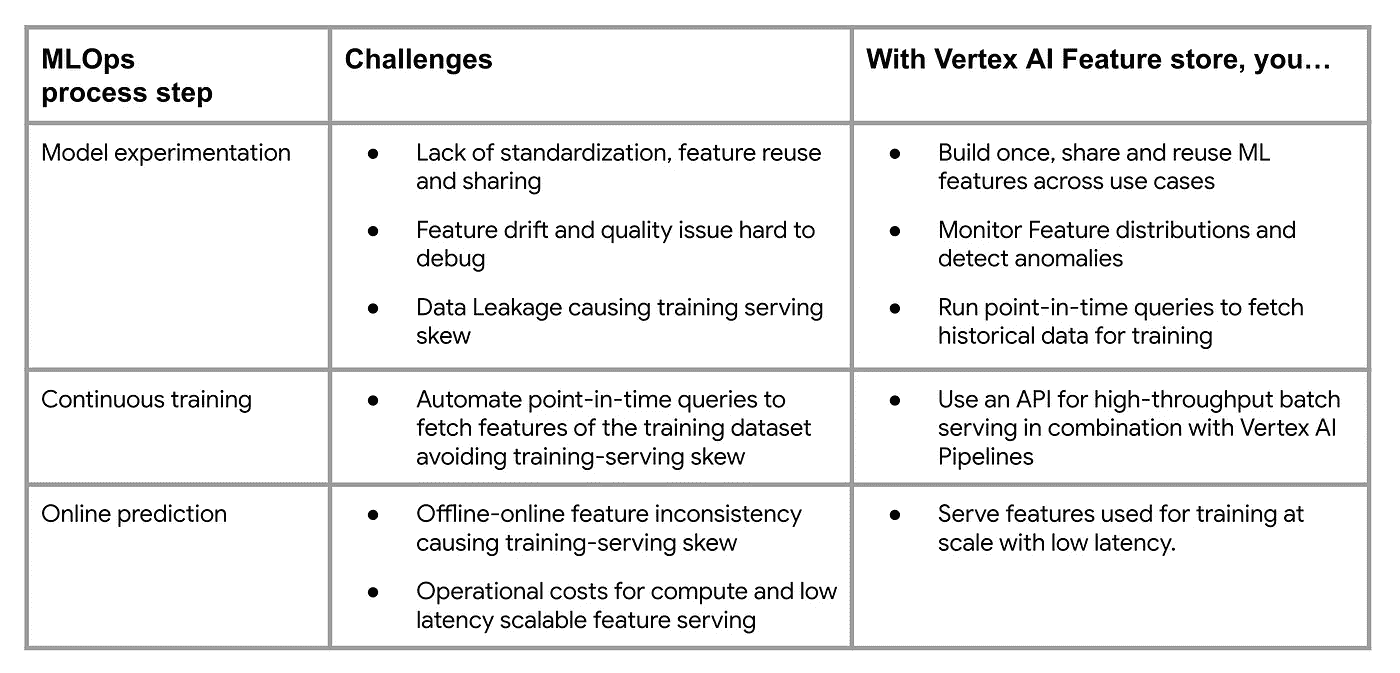 MLOps
process step
Challenges
With Vertex AI Feature store, you...
Model experimentation
● Lack of standardization, feature reuse
and sharing
● Feature drift and quality issue hard to
debug
● Data Leakage causing training serving
skew
● Build once, share and reuse ML
features across use cases
● Monitor Feature distributions and
detect anomalies
● Run point-in-time queries to fetch
historical data for training
Continuous training
● Automate point-in-time queries to
fetch features of the training dataset
avoiding training-serving skew
● Use an API for high-throughput batch
serving in combination with Vertex AI
Pipelines
Online prediction
● Offline-online feature inconsistency
causing training-serving skew
● Operational costs for compute and low
latency scalable feature serving
● Serve features used for training at
scale with low latency.